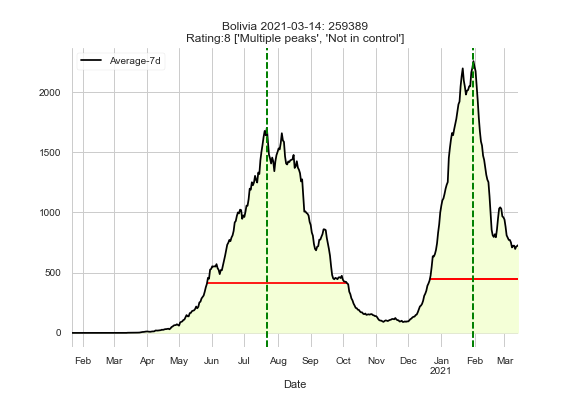 Bolivia 2021-03-14: 259389
Rating:8 ['Multiple peaks', 'Not in control']
Average-7d
2000
1500
1000
500
0
Feb Mar Apr May Jun Jul Aug Sep Oct Nov Dec Jan Feb Mar
2021
Date